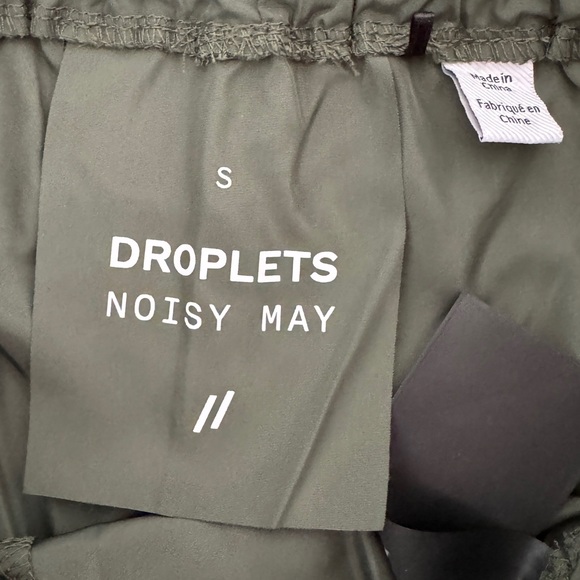 S
DROPLETS
NOISY MAY
//
Made in
China
Fabriqué en
Chine